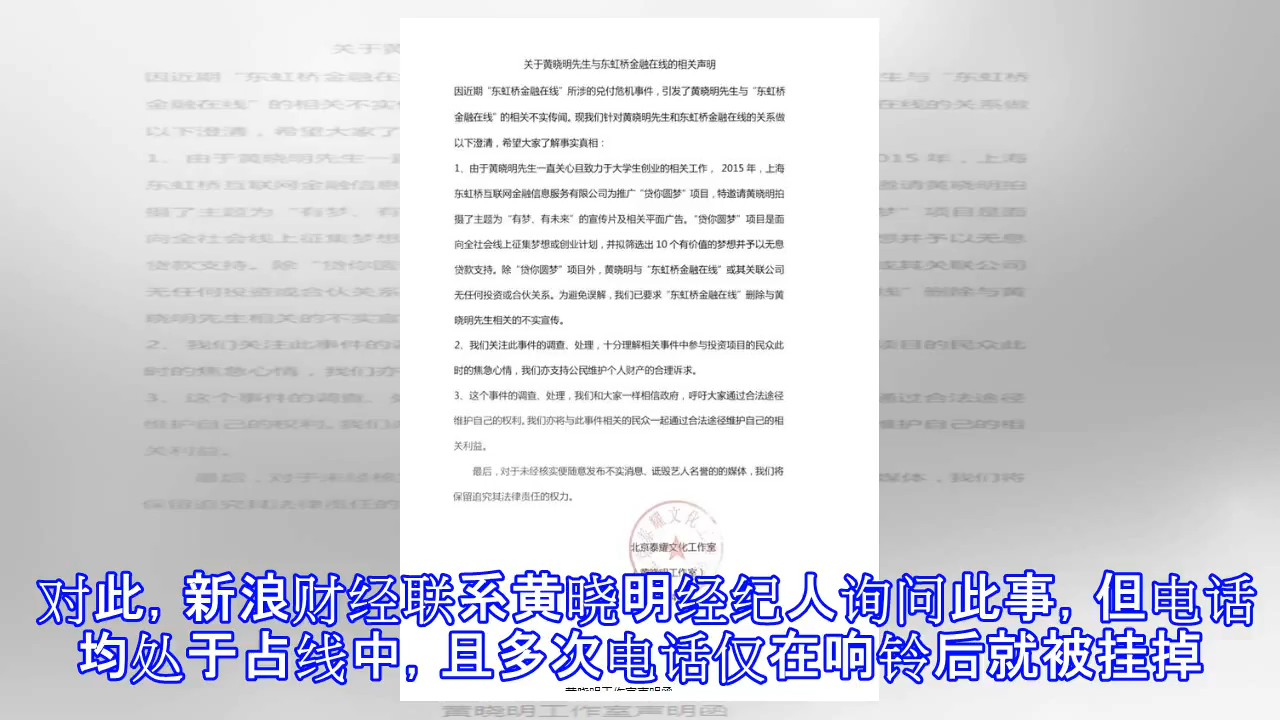 关于黄晓明先生与东虹桥金融在线的相关声明
因近期“东虹桥金融在线”所涉的兑付危机事件，引发了黄晓明先生与“东虹桥
金融在线”的相关不实传闻。现我们针对黄晓明先生和东虹桥金融在线的关系做
以下澄清，希望大家了解事实真相：
1、由于黄晓明先生一直关心目致力于大学生创业的相关工作， 2015 年，上海
东虹桥互联网金融信息服务有限公司为推广“贷你圆梦”项目，特邀请黄晓明拍
摄了主题为“有梦、有未来”的宣传片及相关平面广告。“贷你圆梦”项目是面
向全社会线上征集梦想或创业计划，并拟筛选出 10 个有价值的梦想并予以无息
贷款支持。除“贷你圆梦”项目外，黄晓明与“东虹桥金融在线”或其关联公司
无任何投资或合伙关系。为避免误解，我们已要求“东虹桥金融在线”删除与黄
晓明先生相关的不实宣传。
2、我们关注此事件的调查、处理，十分理解相关事件中参与投资项目的民众此
时的焦急心情，我们亦支持公民维护个人财产的合理诉求。
3、这个事件的调查、处理，我们和大家一样相信政府，呼吁大家通过合法途径
维护自己的权利。我们亦将与此事件相关的民众一起通过合法途径维护自己的相
关利益。
最后，对于未经核实便随意发布不实消息、诋毁艺人名誉的的媒体，我们将
保留追究其法律责任的权力。
北京泰耀文化工作室
（黄晓明工作室）
对此, 新浪财经联系黄晓明经纪人询问此事, 但电话
均处于占线中, 且多次电话仅在响铃后就被挂掉
黄晓明工作室声明函